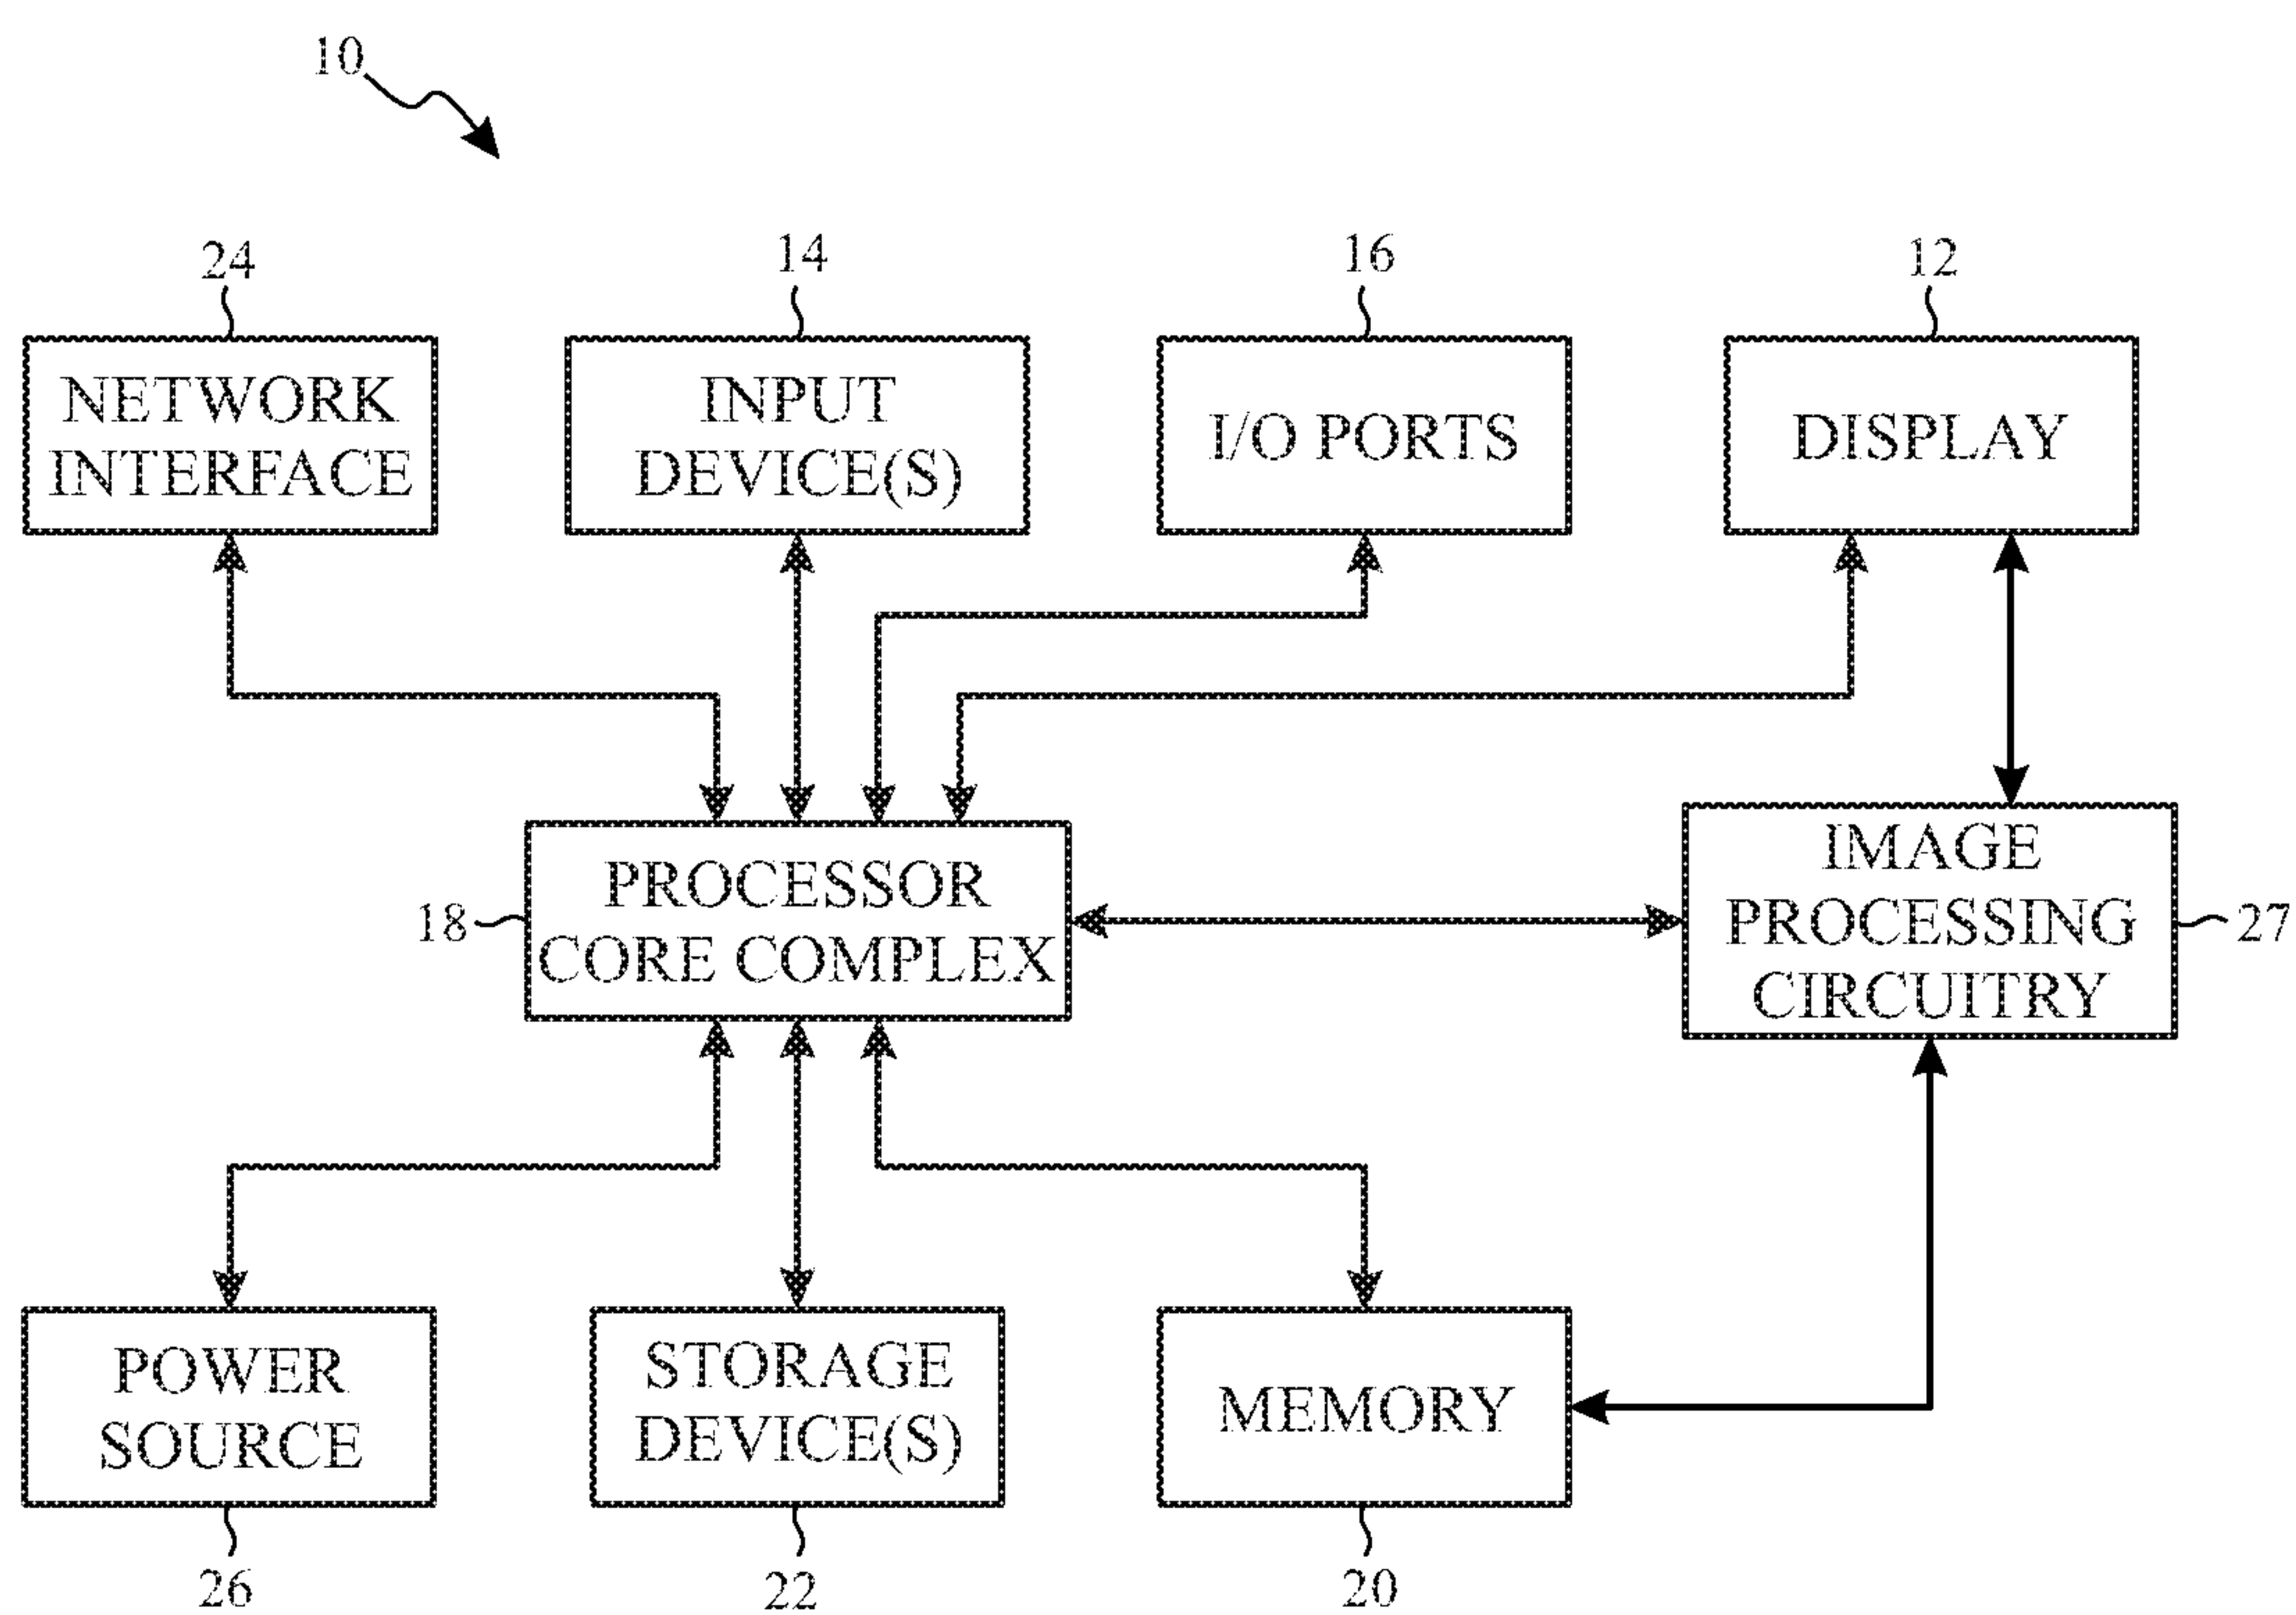 10
24
14
16
12
NETWORK
INTERFACE
INPUT
DEVICE(S)
I/O PORTS
DISPLAY
18
PROCESSOR
CORE COMPLEX
IMAGE
PROCESSING
CIRCUITRY
27
POWER
SOURCE
STORAGE
DEVICE(S)
MEMORY
26
22
20